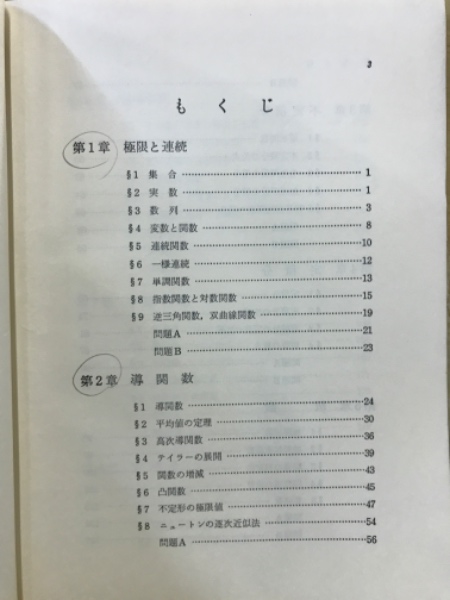 3
もくじ
第1章 極限と連続
§1 集合 1
§2 実数 1
§3 数列 3
§4 変数と関数 8
§5 連続関数 10
§6 一様連続 12
§7 単調関数 13
§8 指数関数と対数関数 15
§9 逆三角関数，双曲線関数 19
問題A 21
問題B 23
第2章 導関数
§1 導関数 24
§2 平均値の定理 30
§3 高次導関数 36
§4 テイラーの展開 39
§5 関数の増減 43
§6 凸関数 45
§7 不定形の極限値 47
§8 ニュートンの逐次近似法 54
問題A 56